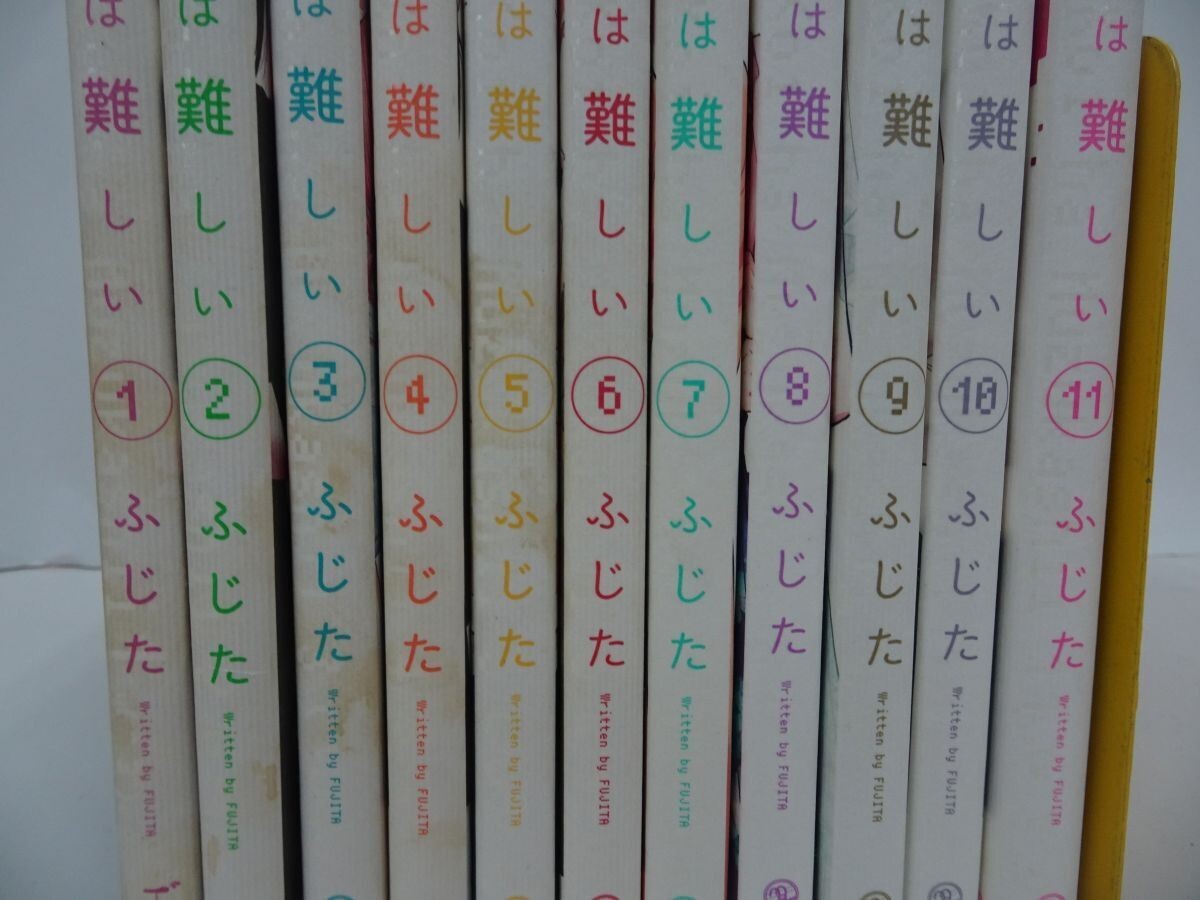 は難しい 1 ふじた Written by FUJITA
は難しい 2 ふじた Written by FUJITA
は難しい 3 ふじた Written by FUJITA
は難しい 4 ふじた Written by FUJITA
は難しい 5 ふじた Written by FUJITA
は難しい 6 ふじた Written by FUJITA
は難しい 7 ふじた Written by FUJITA
は難しい 8 ふじた Written by FUJITA @
は難しい 9 ふじた Written by FUJITA
は難しい 10 ふじた Written by FUJITA @
は難しい 11 ふじた Written by FUJITA